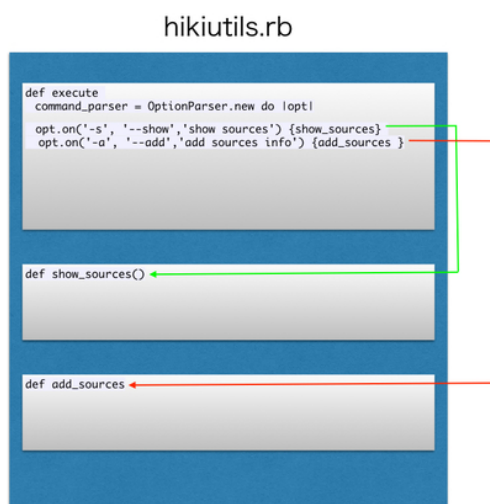 hikiutils.rb
def execute
command_parser = OptionParser.new do |opt|
opt.on('-s', '--show','show sources') {show_sources}
opt.on('-a', '--add','add sources info') {add_sources }
def show_sources()
def add_sources